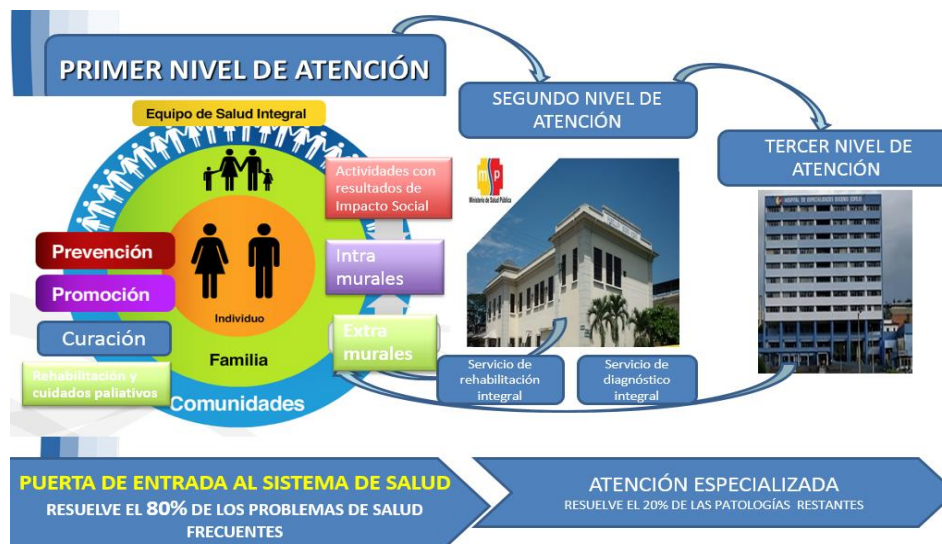 PRIMER NIVEL DE ATENCIÓN
SEGUNDO NIVEL DE
ATENCIÓN
TERCER NIVEL DE
ATENCIÓN
Equipo de Salud Integral
Actividades con
resultados de
Impacto Social
Prevención
Promoción
Curación
Rehabilitación y
cuidados paliativos
Intra
murales
Extra
murales
Individuo
Familia
Comunidades
msp
Ministerio de Salud Pública
Servicio de
rehabilitación
integral
Servicio de
diagnóstico
integral
PUERTA DE ENTRADA AL SISTEMA DE SALUD
RESUELVE EL 80% DE LOS PROBLEMAS DE SALUD
FRECUENTES
ATENCIÓN ESPECIALIZADA
RESUELVE EL 20% DE LAS PATOLOGÍAS RESTANTES